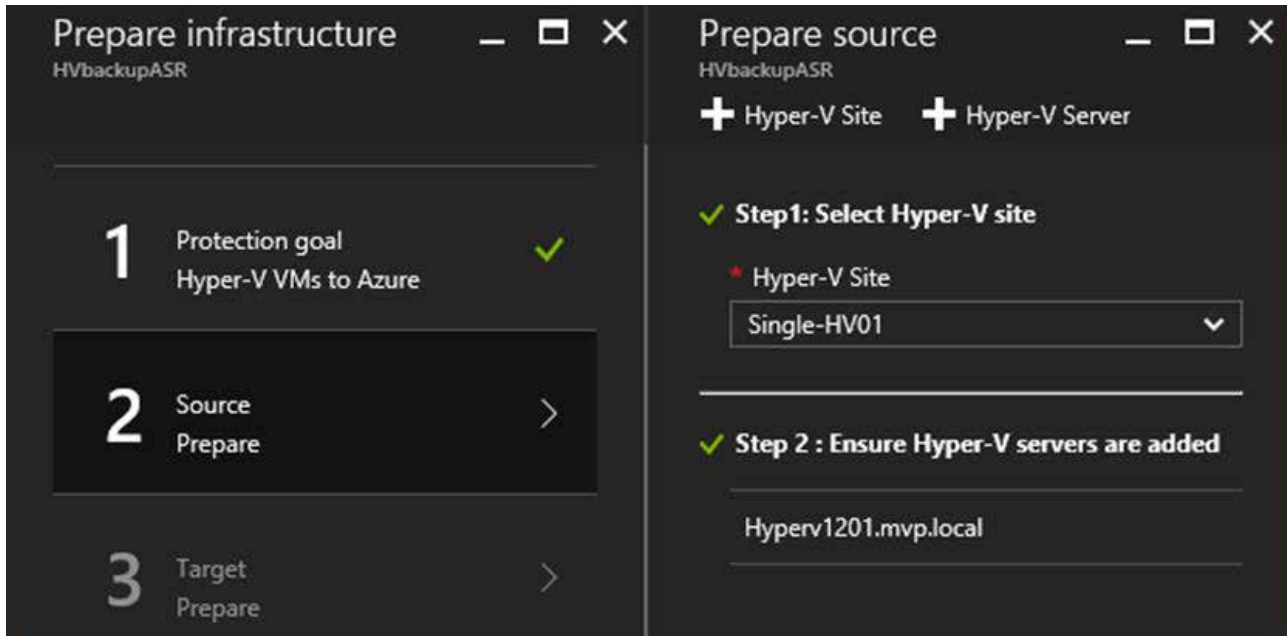 Prepare infrastructure
HVbackupASR
1
Protection goal
Hyper-V VMs to Azure
2
Source
Prepare
3
Target
Prepare
Prepare source
HVbackupASR
Hyper-V Site
Hyper-V Server
Step1: Select Hyper-V site
* Hyper-V Site
Single-HV01
Step 2 : Ensure Hyper-V servers are added
Hyperv1201.mvp.local